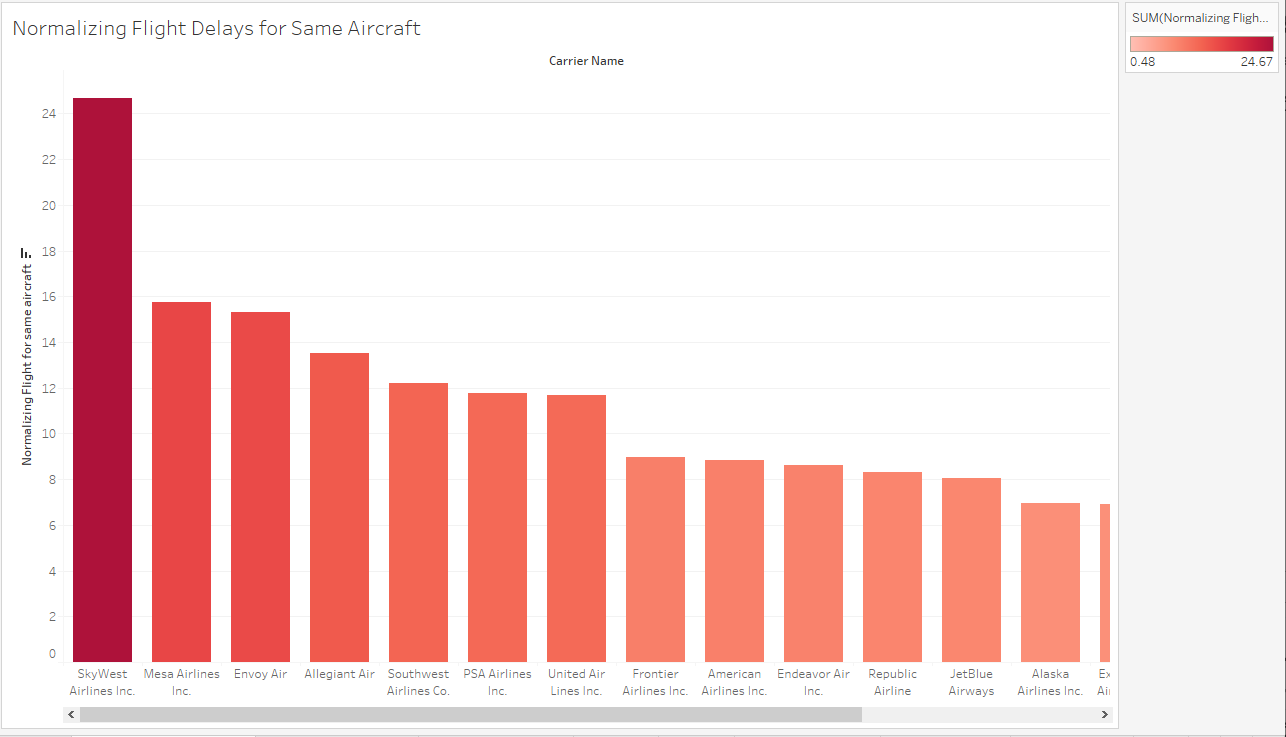 Normalizing Flight Delays for Same Aircraft
SUM(Normalizing Fligh...
0.48 24.67
Carrier Name
Normalizing Flight for same aircraft
24
22
20
18
16
14
12
10
8
6
4
2
0
SkyWest Airlines Inc.
Mesa Airlines Inc.
Envoy Air
Allegiant Air
Southwest Airlines Co.
PSA Airlines Inc.
United Air Lines Inc.
Frontier Airlines Inc.
American Airlines Inc.
Endeavor Air Inc.
Republic Airline
JetBlue Airways
Alaska Airlines Inc.
Ex
Ai